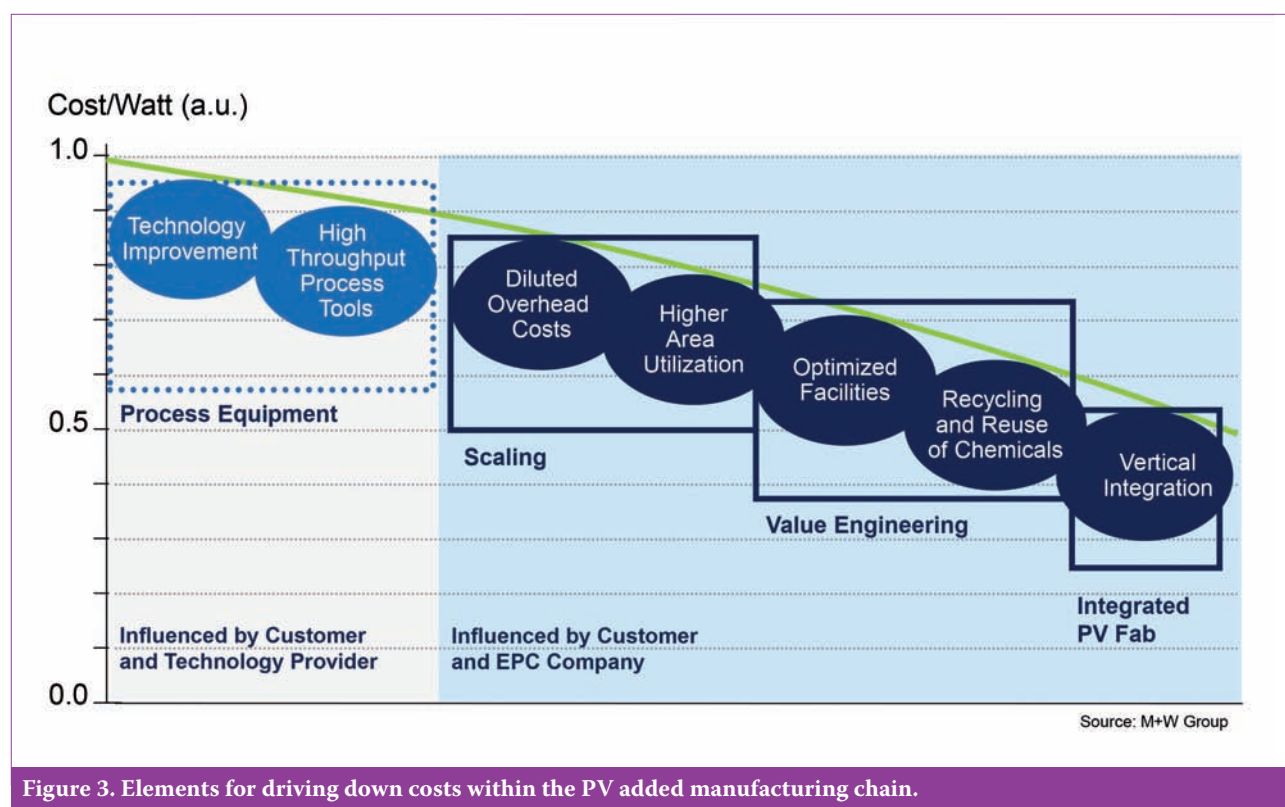 Cost/Watt (a.u.)
1.0
Technology
Improvement
High
Throughput
Process
Tools
Diluted
Overhead
Costs
Higher
Area
Utilization
Optimized
Facilities
Recycling
and Reuse
of Chemicals
Vertical
Integration
Process Equipment
0.5
Scaling
Value Engineering
Integrated
PV Fab
Influenced by Customer
and Technology Provider
Influenced by Customer
and EPC Company
0.0
Source: M+W Group
Figure 3. Elements for driving down costs within the PV added manufacturing chain.